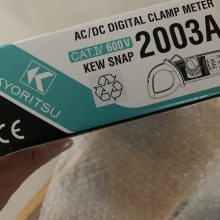 AC/DC DIGITAL CLAMP METER
CAT.IV 600V
KEW SNAP 2003A
KYORITSU
CE